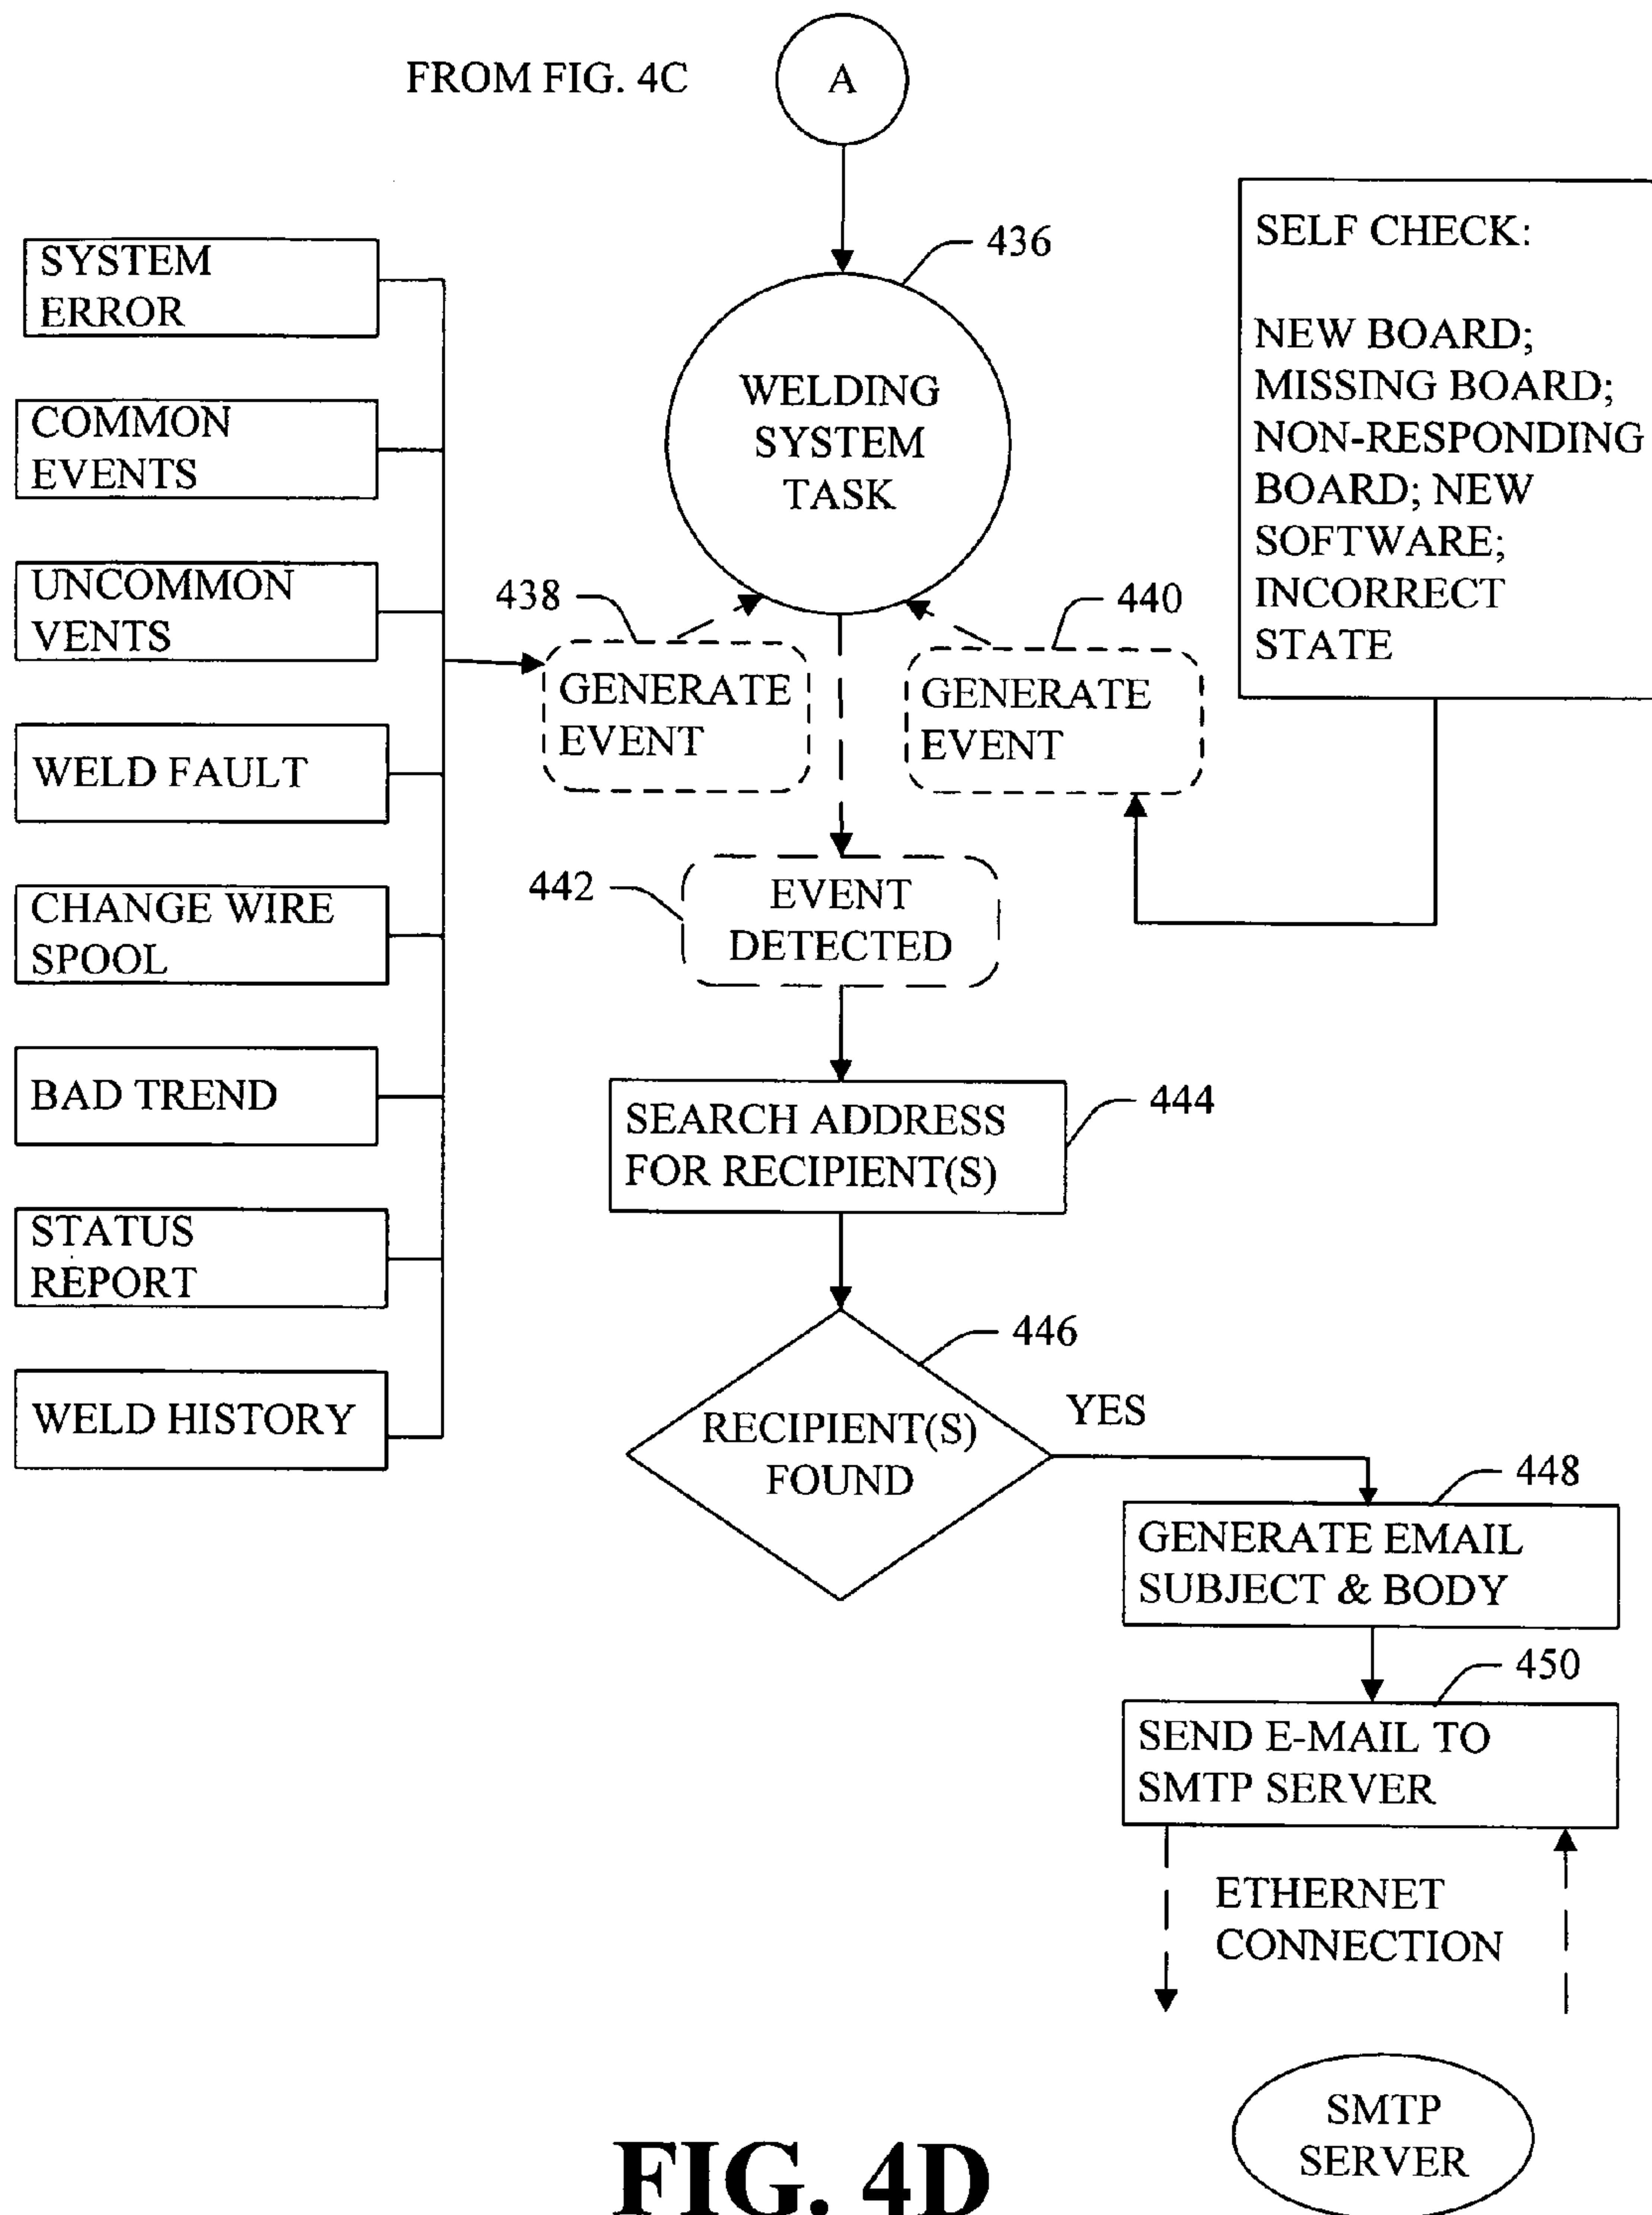 FROM FIG. 4C
A
436
SYSTEM
ERROR
COMMON
EVENTS
UNCOMMON
VENTS
WELD FAULT
CHANGE WIRE
SPOOL
BAD TREND
STATUS
REPORT
WELD HISTORY
WELDING
SYSTEM
TASK
SELF CHECK:
NEW BOARD;
MISSING BOARD;
NON-RESPONDING
BOARD; NEW
SOFTWARE;
INCORRECT
STATE
438
GENERATE
EVENT
440
GENERATE
EVENT
442
EVENT
DETECTED
444
SEARCH ADDRESS
FOR RECIPIENT(S)
446
RECIPIENT(S)
FOUND
YES
448
GENERATE EMAIL
SUBJECT & BODY
450
SEND E-MAIL TO
SMTP SERVER
ETHERNET
CONNECTION
SMTP
SERVER
FIG. 4D